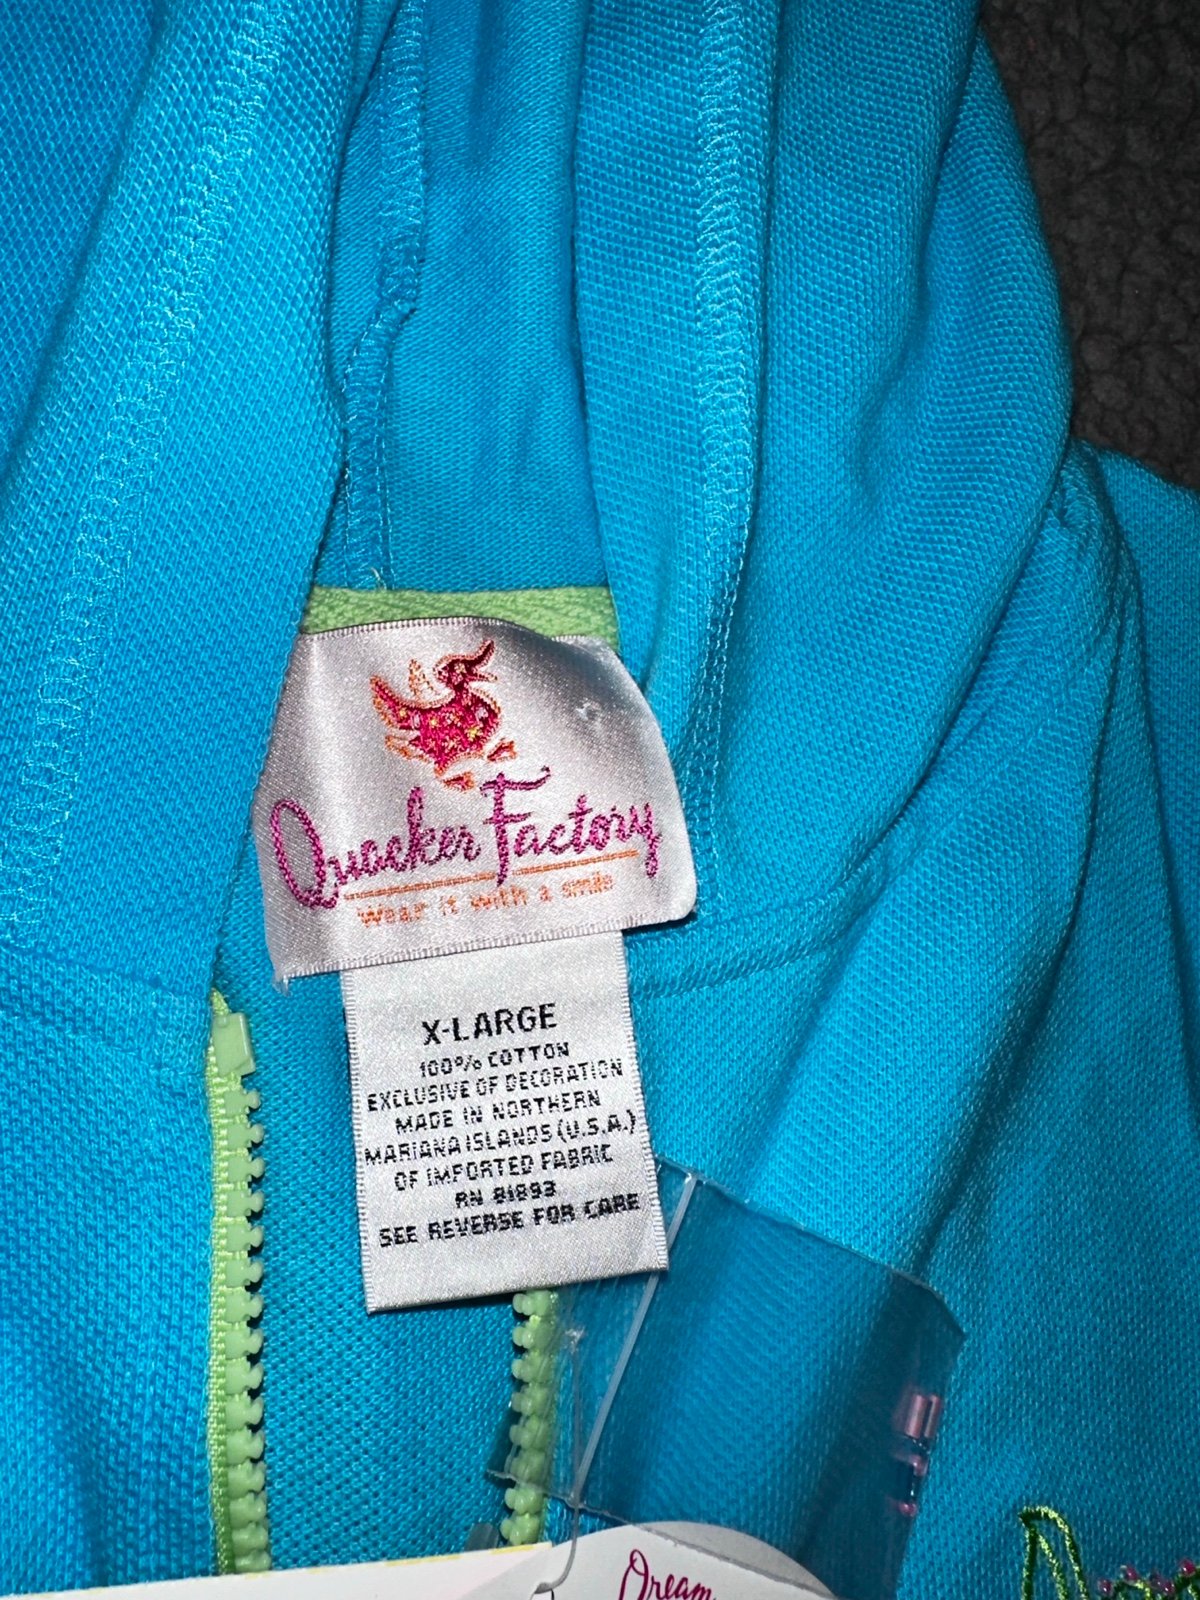 Quacker Factory
Wear it with a smile
X-LARGE
100% COTTON
EXCLUSIVE OF DECORATION
MADE IN NORTHERN
MARIANA ISLANDS (U.S.A.)
OF IMPORTED FABRIC
RN 81893
SEE REVERSE FOR CARE
Dream